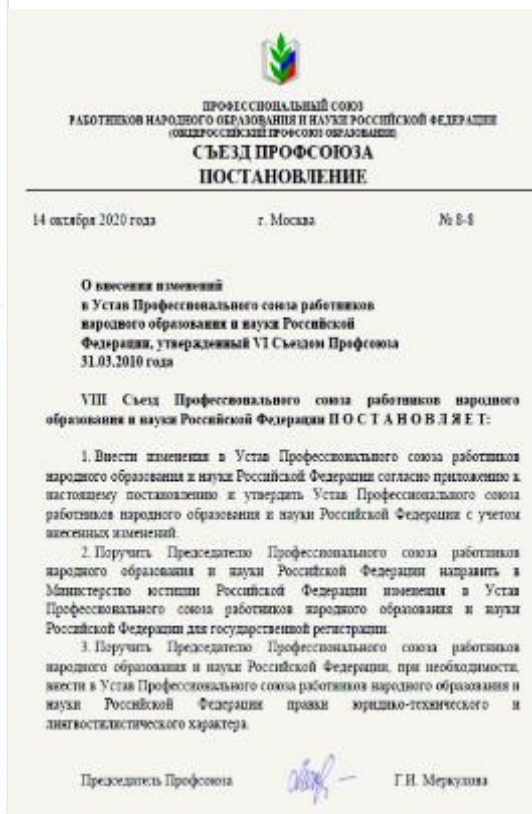 ПРОФЕССИОНАЛЬНЫЙ СОЮЗ
РАБОТНИКОВ НАРОДНОГО ОБРАЗОВАНИЯ И НАУКИ РОССИЙСКОЙ ФЕДЕРАЦИИ
(ОБЩЕРОССИЙСКИЙ ПРОФСОЮЗ ОБРАЗОВАНИЯ)
СЪЕЗД ПРОФСОЮЗА
ПОСТАНОВЛЕНИЕ
14 октября 2020 года г. Москва № 8-8
О внесении изменений
в Устав Профессионального союза работников
народного образования и науки Российской
Федерации, утвержденный VI Съездом Профсоюза
31.03.2010 года
VIII Съезд Профессионального союза работников народного
образования и науки Российской Федерации П О С Т А Н О В Л Я Е Т:
1. Внести изменения в Устав Профессионального союза работников
народного образования и науки Российской Федерации согласно приложению к
настоящему постановлению и утвердить Устав Профессионального союза
работников народного образования и науки Российской Федерации с учетом
внесенных изменений.
2. Поручить Председателю Профессионального союза работников
народного образования и науки Российской Федерации направить в
Министерство юстиции Российской Федерации изменения в Устав
Профессионального союза работников народного образования и науки
Российской Федерации для государственной регистрации.
3. Поручить Председателю Профессионального союза работников
народного образования и науки Российской Федерации, при необходимости,
внести в Устав Профессионального союза работников народного образования и
науки Российской Федерации правки юридико-технического и
лингвостилистического характера.
Председатель Профсоюза Г.И. Меркулова